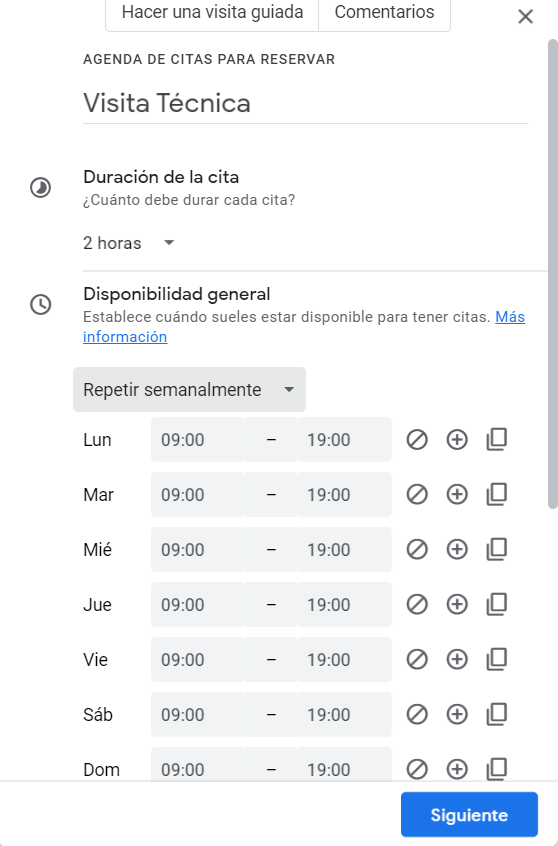 Hacer una visita guiada Comentarios
AGENDA DE CITAS PARA RESERVAR
Visita Técnica
Duración de la cita
¿Cuánto debe durar cada cita?
2 horas
Disponibilidad general
Establece cuándo sueles estar disponible para tener citas. Más
información
Repetir semanalmente
Lun 09:00 – 19:00
Mar 09:00 – 19:00
Mié 09:00 – 19:00
Jue 09:00 – 19:00
Vie 09:00 – 19:00
Sáb 09:00 – 19:00
Dom 09:00 – 19:00
Siguiente